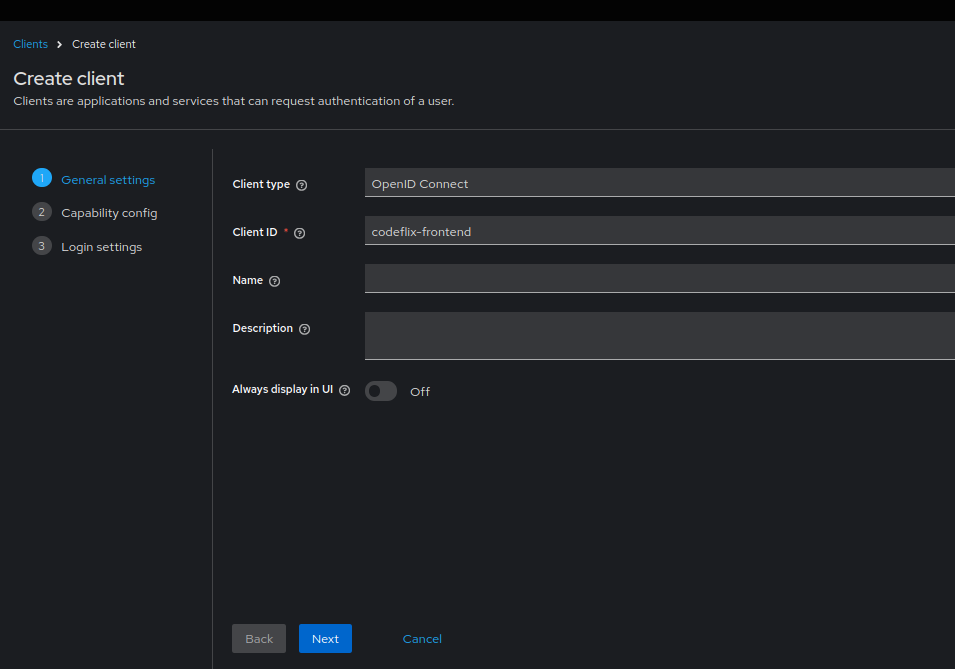 Clients > Create client
Create client
Clients are applications and services that can request authentication of a user.
1 General settings
2 Capability config
3 Login settings
Client type ? OpenID Connect
Client ID * ? codeflix-frontend
Name ?
Description ?
Always display in UI ? Off
Back Next Cancel